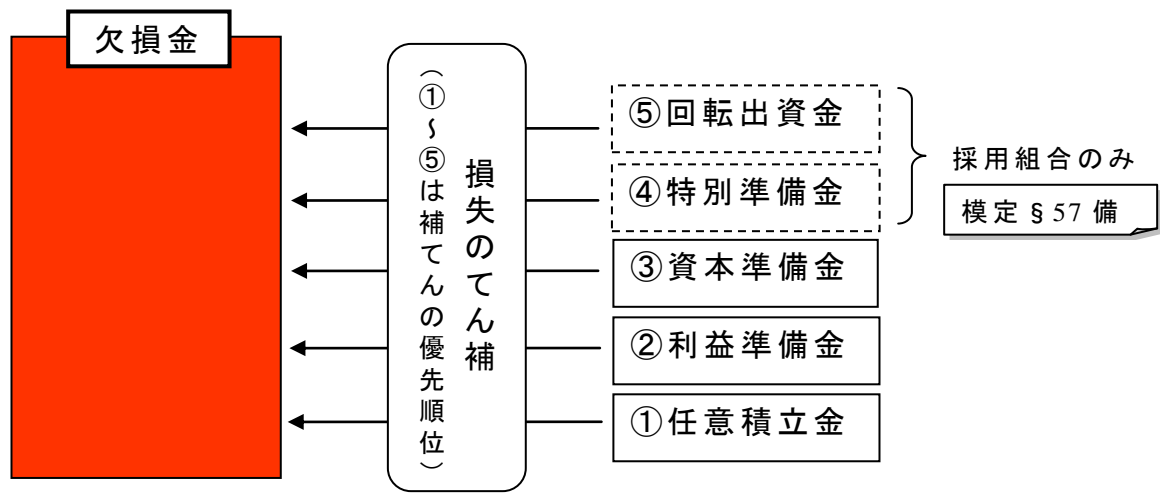 欠損金
損失のてん補
(①~⑤は補てんの優先順位)
⑤回転出資金
④特別準備金
③資本準備金
②利益準備金
①任意積立金
採用組合のみ
模定§57備